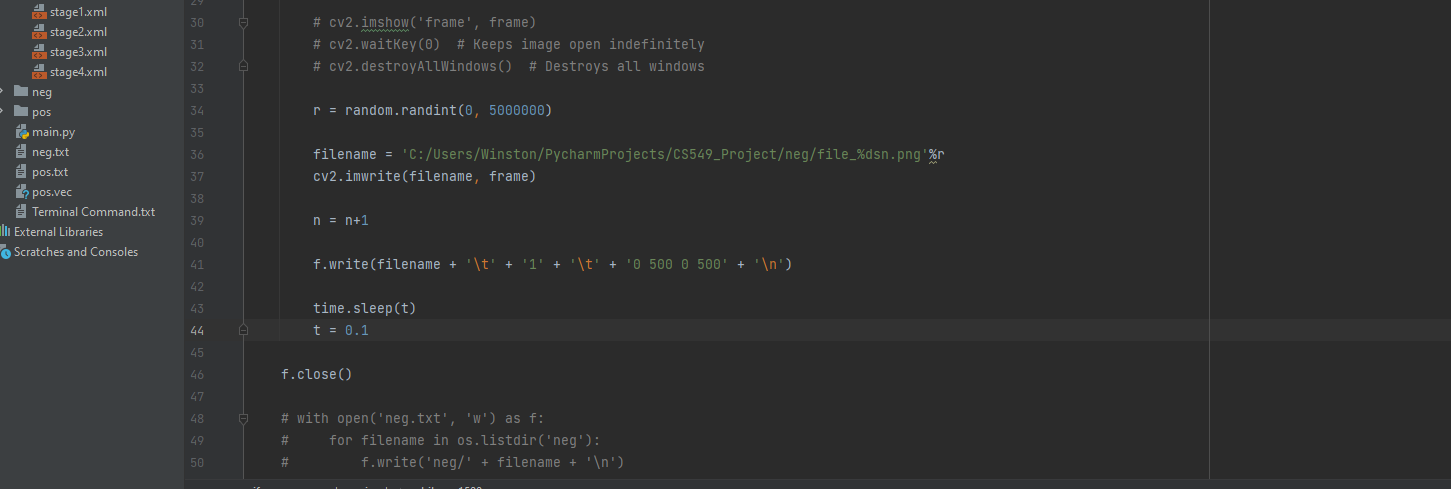 stage1.xml
stage2.xml
stage3.xml
stage4.xml
neg
pos
main.py
neg.txt
pos.txt
pos.vec
Terminal Command.txt
External Libraries
Scratches and Consoles
29
30 # cv2.imshow('frame', frame)
31 # cv2.waitKey(0)  # Keeps image open indefinitely
32 # cv2.destroyAllWindows()  # Destroys all windows
33
34 r = random.randint(0, 5000000)
35
36 filename = 'C:/Users/Winston/PycharmProjects/CS549_Project/neg/file_%dsn.png'%r
37 cv2.imwrite(filename, frame)
38
39 n = n+1
40
41 f.write(filename + '\t' + '1' + '\t' + '0 500 0 500' + '\n')
42
43 time.sleep(t)
44 t = 0.1
45
46 f.close()
47
48 # with open('neg.txt', 'w') as f:
49 #     for filename in os.listdir('neg'):
50 #         f.write('neg/' + filename + '\n')